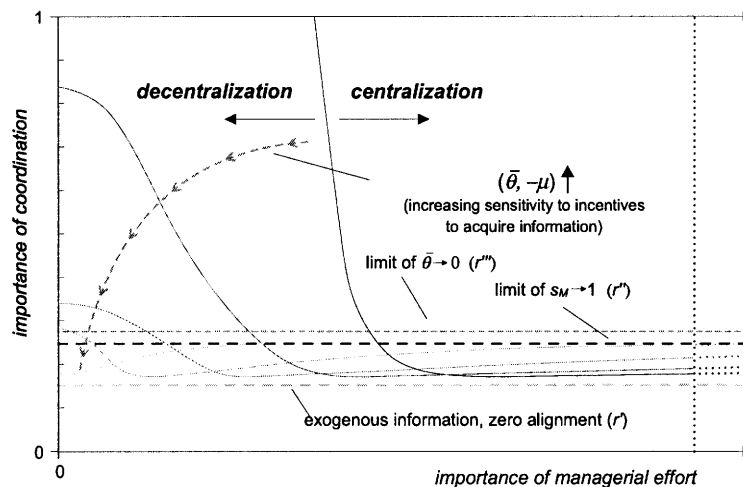 1
decentralization centralization
importance of coordination
(θ̄, -μ)
(increasing sensitivity to incentives
to acquire information)
limit of θ̄→0 (r''')
limit of sM→1 (r'')
exogenous information, zero alignment (r')
0
0
importance of managerial effort